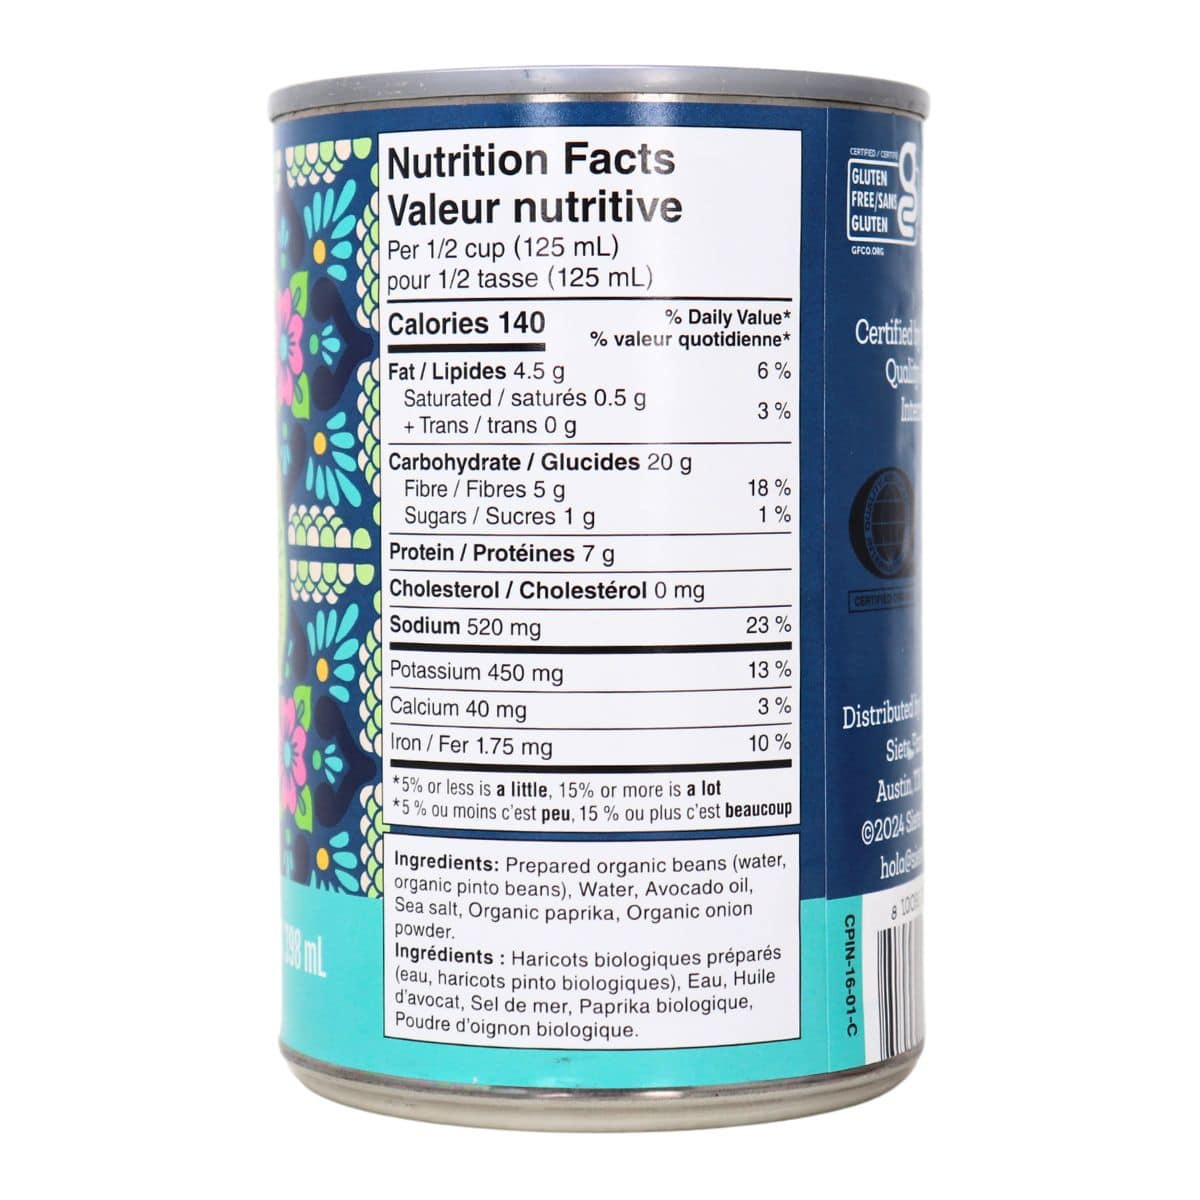 Nutrition Facts
Valeur nutritive
Per 1/2 cup (125 mL)
pour 1/2 tasse (125 mL)
Calories 140
% Daily Value*
% valeur quotidienne*
Fat / Lipides 4.5 g 6 %
Saturated / saturés 0.5 g
+ Trans / trans 0 g
3 %
Carbohydrate / Glucides 20 g
Fibre / Fibres 5 g 18 %
Sugars / Sucres 1 g 1 %
Protein / Protéines 7 g
Cholesterol / Cholestérol 0 mg
Sodium 520 mg 23 %
Potassium 450 mg 13 %
Calcium 40 mg 3 %
Iron / Fer 1.75 mg 10 %
*5% or less is a little, 15% or more is a lot
*5 % ou moins c'est peu, 15 % ou plus c'est beaucoup
Ingredients: Prepared organic beans (water,
organic pinto beans), Water, Avocado oil,
Sea salt, Organic paprika, Organic onion
powder.
Ingrédients : Haricots biologiques préparés
(eau, haricots pinto biologiques), Eau, Huile
d'avocat, Sel de mer, Paprika biologique,
Poudre d'oignon biologique.
398 mL
CERTIFIED /
GLUTEN
FREE/SANS
GLUTEN
GFCO.ORG
Certified
CERTIFIED
Distributed
Austin,
©2024
CPIN-16-01-C